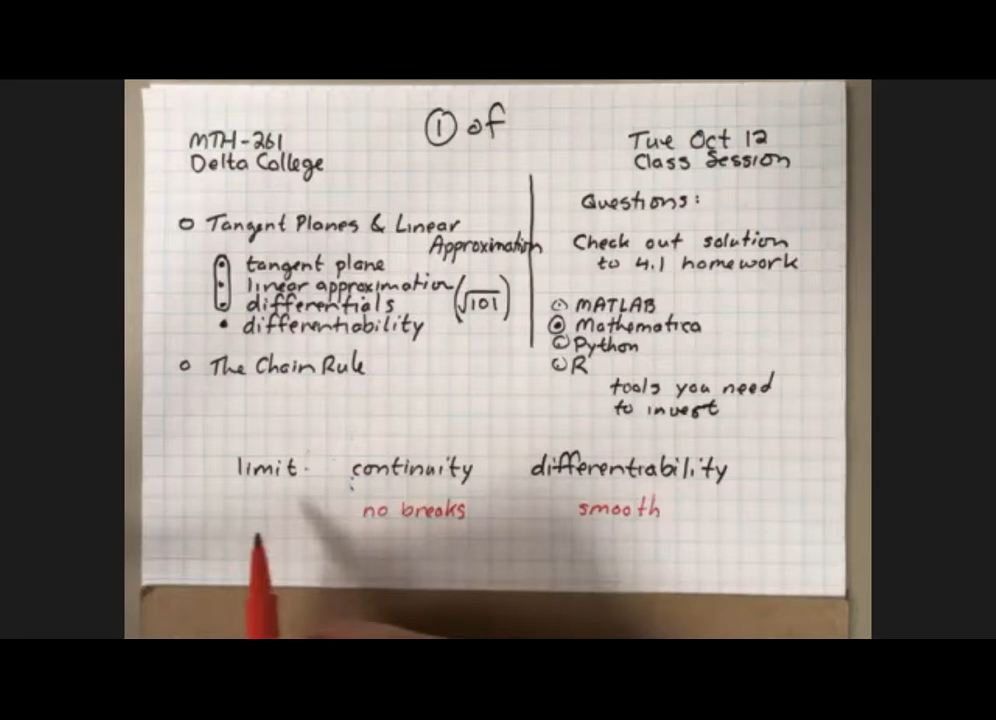 ① of
MTH-261
Delta College
Tue Oct 12
Class Session
Tangent Planes & Linear
Approximation
tangent plane
linear approximation
differentials
(√101)
differentiability
The Chain Rule
Questions:
Check out solution
to 4.1 homework
MATLAB
Mathematica
Python
R
tools you need
to invest
limit continuity differentiability
no breaks smooth